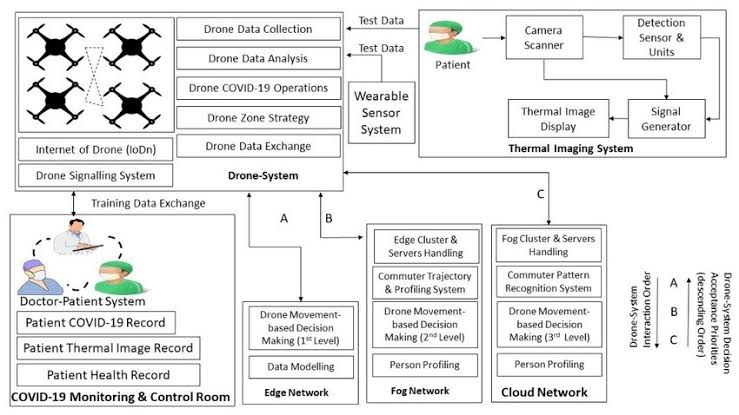 Drone Data Collection
Drone Data Analysis
Drone COVID-19 Operations
Drone Zone Strategy
Drone Data Exchange
Internet of Drone (IoDn)
Drone Signalling System
Drone-System
Test Data
Test Data
Wearable
Sensor
System
Patient
Camera
Scanner
Detection
Sensor &
Units
Thermal Image
Display
Signal
Generator
Thermal Imaging System
Training Data Exchange
A
B
C
Doctor-Patient System
Patient COVID-19 Record
Patient Thermal Image Record
Patient Health Record
COVID-19 Monitoring & Control Room
Drone Movement-
based Decision
Making (1st Level)
Data Modelling
Edge Network
Edge Cluster &
Servers Handling
Commuter Trajectory
& Profiling System
Drone Movement-
based Decision
Making (2nd Level)
Person Profiling
Fog Network
Fog Cluster & Servers
Handling
Commuter Pattern
Recognition System
Drone Movement-
based Decision
Making (3rd Level)
Person Profiling
Cloud Network
Drone-System
Interaction Order
A
B
C
Drone-System Decision
Acceptance Priorities
(descending Order)